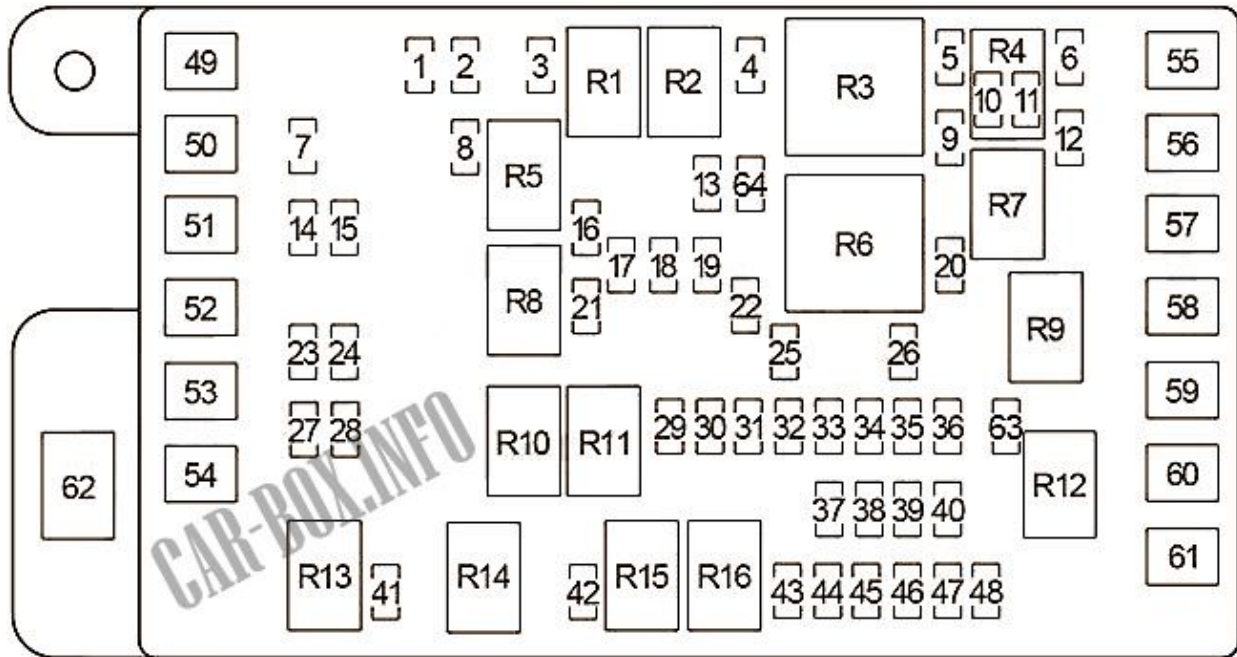 49 1 2 3 R1 R2 4 R3 5 R4 6 55
10 11
50 7 8 R5 9 12 56
13 64
51 14 15 16 R6 R7 57
17 18 19 20
52 R8 21 22 R9 58
23 24 25 26
53 59
27 28 R10 R11 29 30 31 32 33 34 35 36 63
54 R12 60
62
37 38 39 40
CAR-BOX.INFO
R13 41 R14 42 R15 R16 43 44 45 46 47 48 61